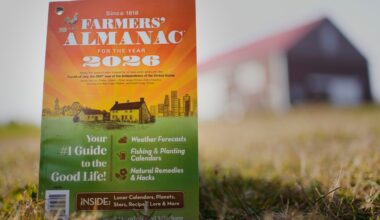 Since 1818
FARMERS'
ALMANAC
FOR THE YEAR
2026
Your
#1 Guide
to the
Good Life!
Weather Forecasts
Fishing & Planting
Calendars
Natural Remedies
& Hacks
INSIDE:
Lunar Calendars, Planets,
Stars, Recipes, Lore & More